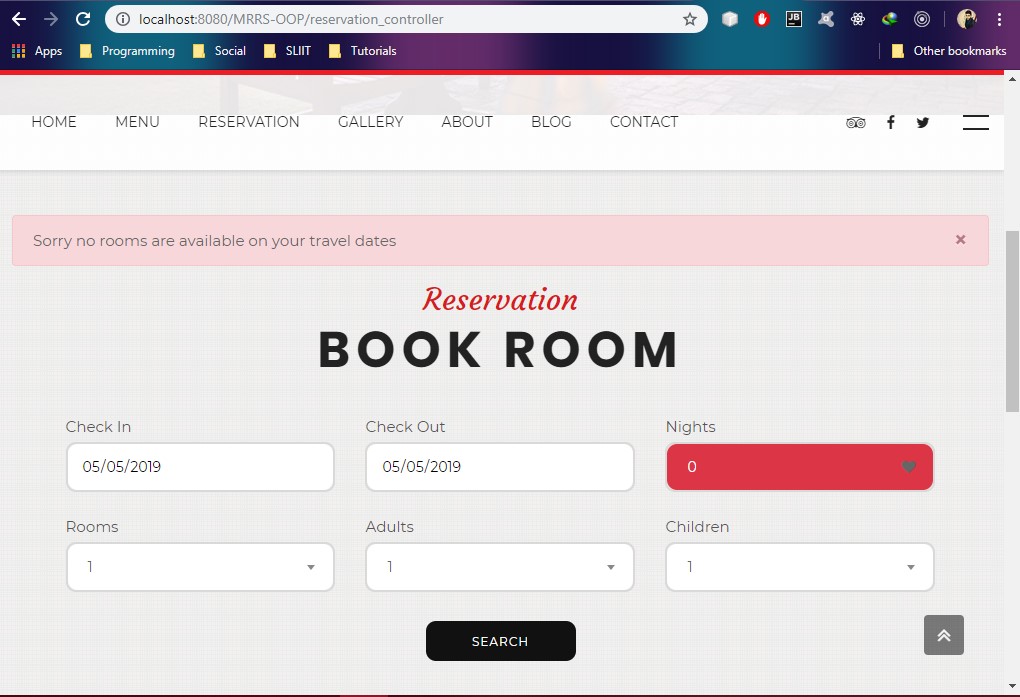 localhost:8080/MRRS-OOP/reservation_controller
JB
Apps Programming Social SLIIT Tutorials Other bookmarks
HOME MENU RESERVATION GALLERY ABOUT BLOG CONTACT
Sorry no rooms are available on your travel dates ×
Reservation
BOOK ROOM
Check In Check Out Nights
05/05/2019 05/05/2019 0
Rooms Adults Children
1 1 1
SEARCH